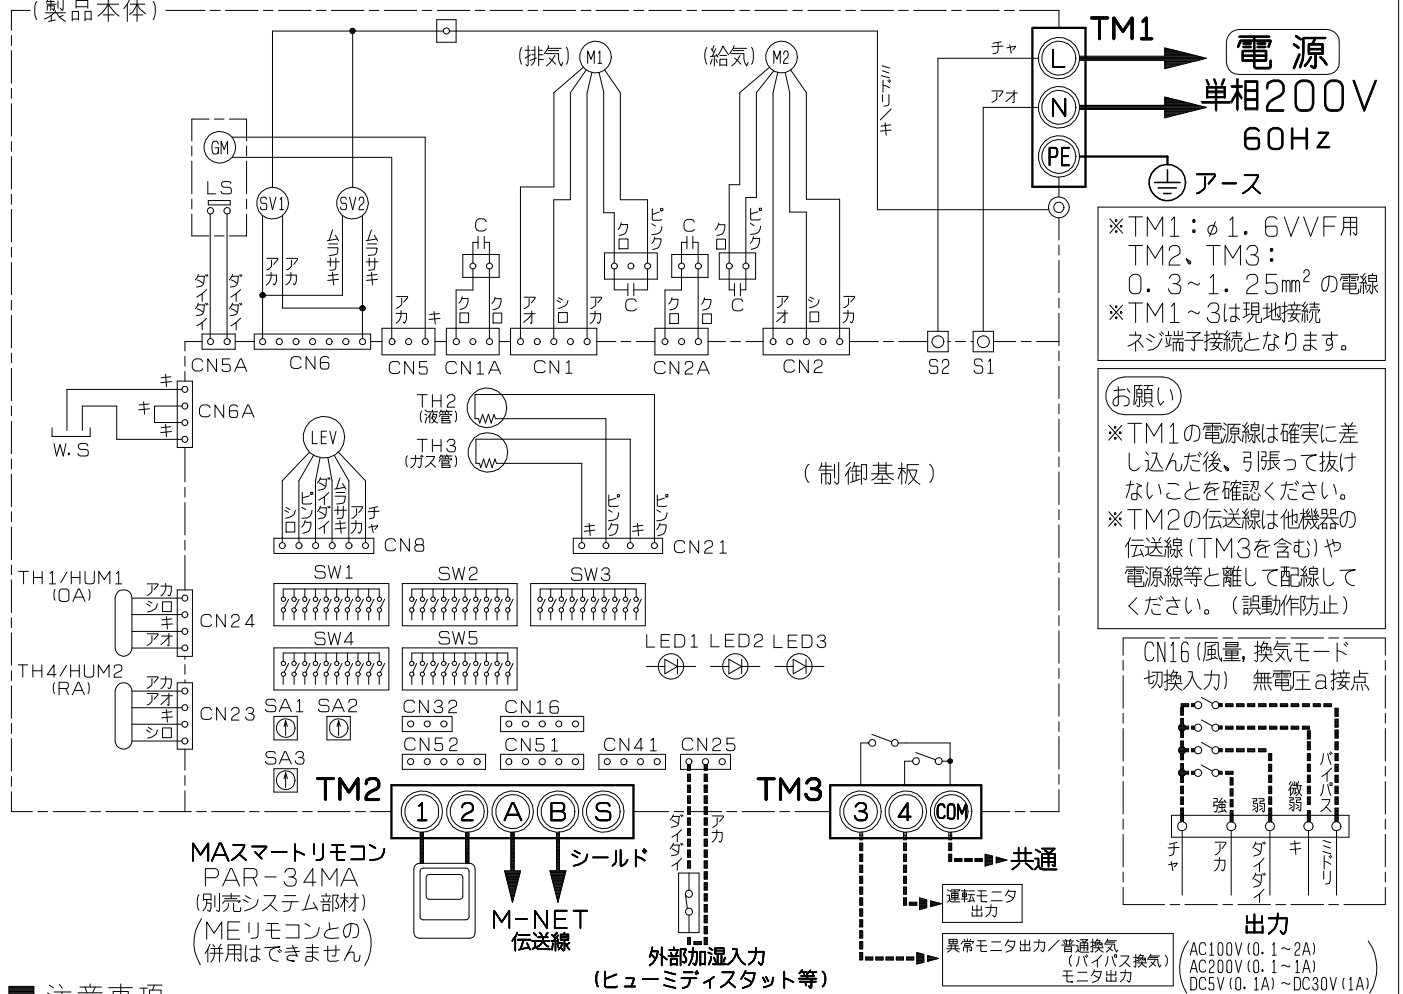 (製品本体)
TM1
L
N
PE
電源
単相200V
60Hz
アース
チャ
アオ
ミドリ/キ
(排気)
M1
(給気)
M2
GM
LS
SV1
SV2
ダイダイ
ダイダイ
アカ
アカ
ムラサキ
ムラサキ
アカ
キ
C
クロ
クロ
アオ
シロ
アカ
クロ
ピンク
C
C
クロ
クロ
クロ
ピンク
C
アオ
シロ
アカ
CN5A
CN6
CN5
CN1A
CN1
CN2A
CN2
S2
S1
※TM1:φ1.6VVF用
TM2、TM3:
0.3~1.25mm² の電線
※TM1~3は現地接続
ネジ端子接続となります。
お願い
※TM1の電源線は確実に差
し込んだ後、引張って抜け
ないことを確認ください。
※TM2の伝送線は他機器の
伝送線(TM3を含む)や
電源線等と離して配線して
ください。(誤動作防止)
キ
キ
キ
CN6A
W.S
LEV
シロ
ピンク
ダイダイ
ムラサキ
アカ
チャ
CN8
TH2
(液管)
TH3
(ガス管)
キ
ピンク
キ
ピンク
CN21
(制御基板)
TH1/HUM1
(OA)
アカ
シロ
キ
アオ
CN24
TH4/HUM2
(RA)
アカ
アオ
キ
シロ
CN23
SW1
SW2
SW3
SW4
SW5
LED1 LED2 LED3
SA1
SA2
SA3
CN32
CN16
CN52
CN51
CN41
CN25
TM2
1
2
A
B
S
TM3
3
4
COM
MAスマートリモコン
PAR-34MA
(別売システム部材)
(MEリモコンとの
併用はできません)
シールド
M-NET
伝送線
ダイダイ
アカ
外部加湿入力
(ヒューミディスタット等)
共通
運転モニタ
出力
異常モニタ出力/普通換気
(バイパス換気)
モニタ出力
CN16(風量,換気モード
切換入力) 無電圧a接点
強
弱
微弱
バイパス
チャ
アカ
ダイダイ
キ
ミドリ
出力
(AC100V(0.1~2A)
AC200V(0.1~1A)
DC5V(0.1A)~DC30V(1A))
■注意事項